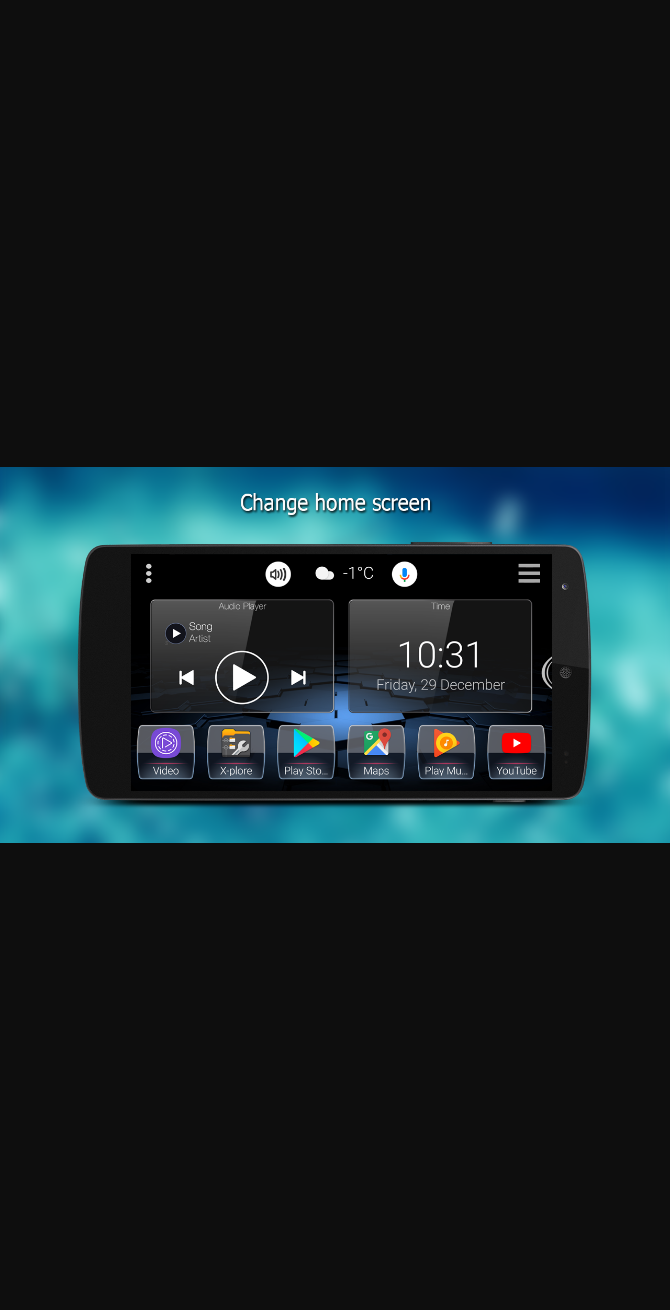 Change home screen
-1°C
Audio Player
Time
Song
Artist
10:31
Friday, 29 December
Video
X-plore
Play Sto...
Maps
Play Mu...
YouTube